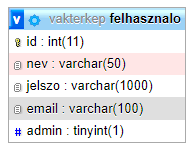 v vakterkep felhasznalo
id : int(11)
nev : varchar(50)
jelszo : varchar(1000)
email : varchar(100)
# admin : tinyint(1)